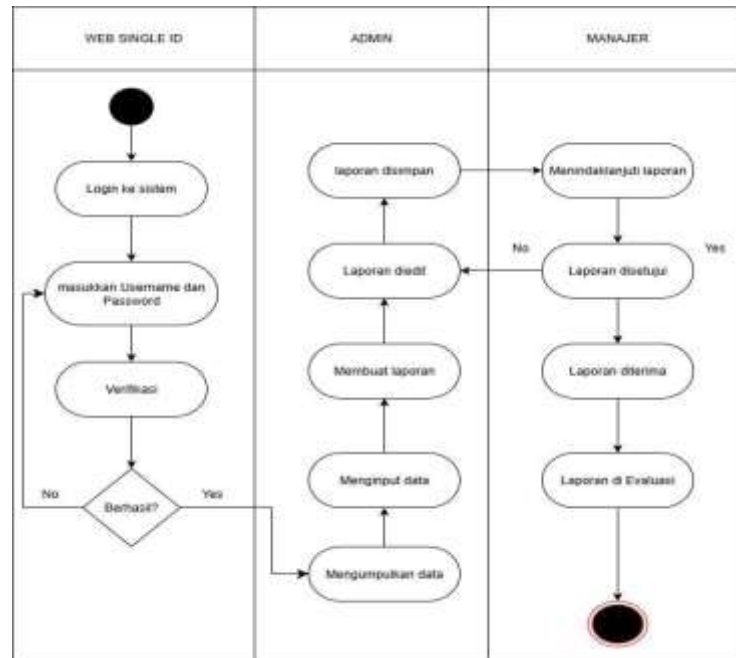 WEB SINGLE ID
ADMIN
MANAJER
Login ke sistem
masukkan Username dan
Password
Verifikasi
Berhasil?
No
Yes
laporan disimpan
Laporan diedit
Membuat laporan
Menginput data
Mengumpulkan data
Menindaklanjuti laporan
No
Yes
Laporan disetujui
Laporan diterima
Laporan di Evaluasi